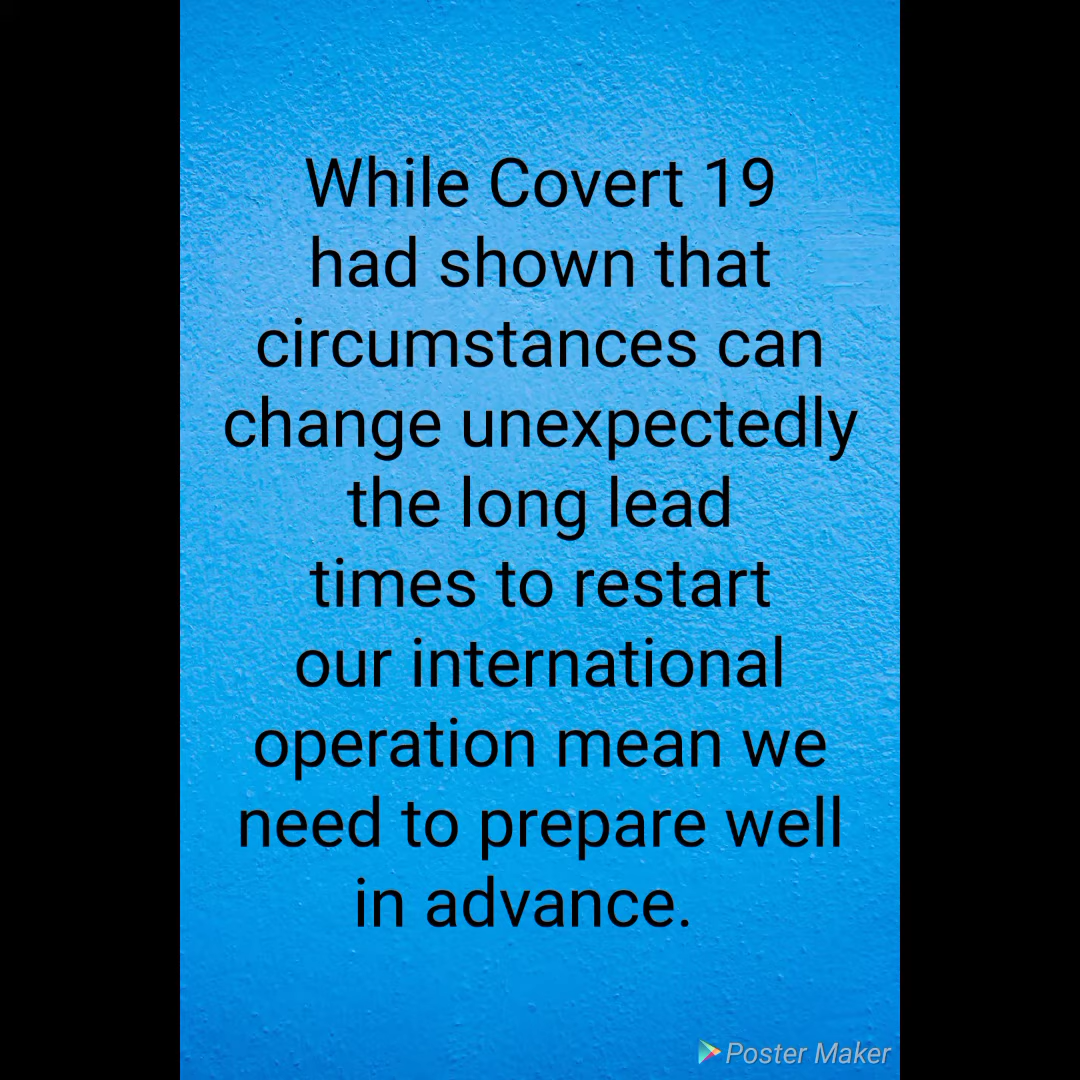 While Covert 19
had shown that
circumstances can
change unexpectedly
the long lead
times to restart
our international
operation mean we
need to prepare well
in advance.
Poster Maker